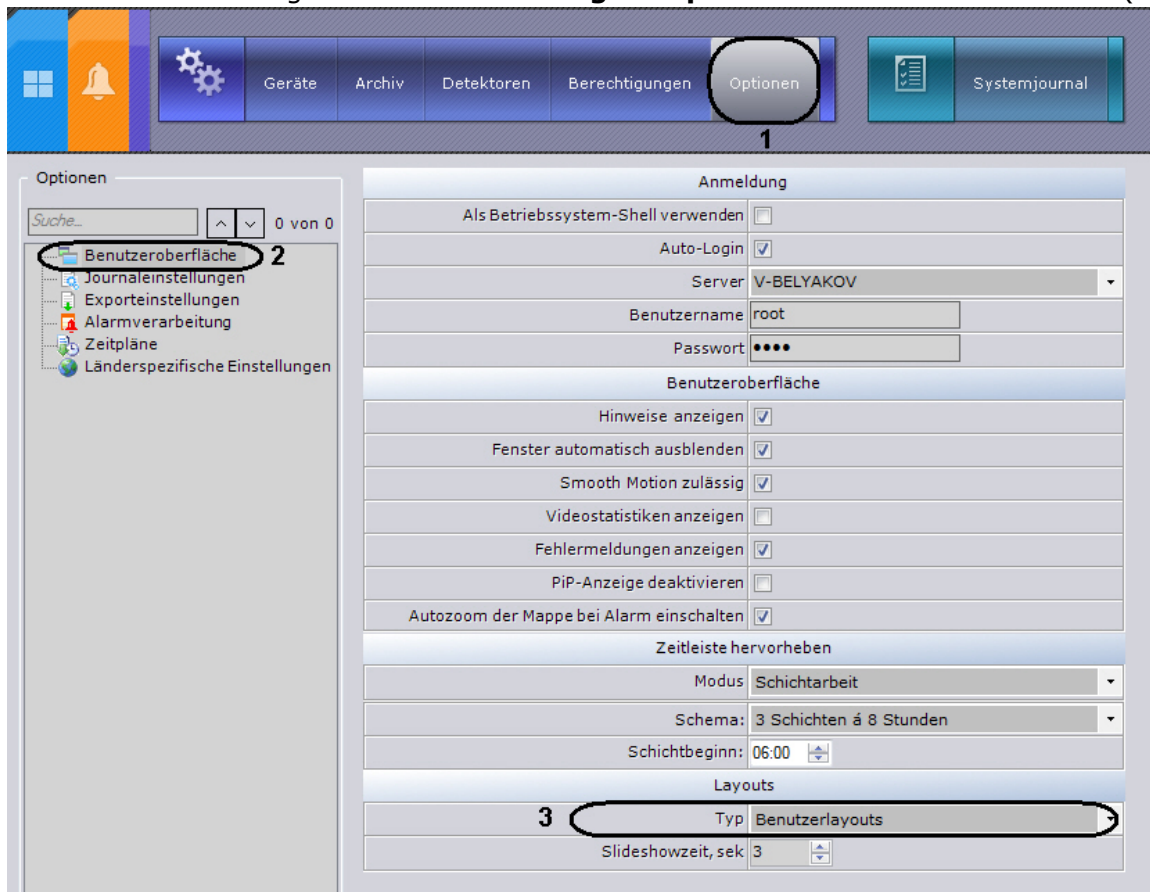 Geräte Archiv Detektoren Berechtigungen Optionen Systemjournal
1
Optionen
Suche... 0 von 0
Benutzeroberfläche 2
Journaleinstellungen
Exporteinstellungen
Alarmverarbeitung
Zeitpläne
Länderspezifische Einstellungen
Anmeldung
Als Betriebssystem-Shell verwenden
Auto-Login
Server V-BELYAKOV
Benutzername root
Passwort ••••
Benutzeroberfläche
Hinweise anzeigen
Fenster automatisch ausblenden
Smooth Motion zulässig
Videostatistiken anzeigen
Fehlermeldungen anzeigen
PiP-Anzeige deaktivieren
Autozoom der Mappe bei Alarm einschalten
Zeitleiste hervorheben
Modus Schichtarbeit
Schema: 3 Schichten á 8 Stunden
Schichtbeginn: 06:00
Layouts
3 Typ Benutzerlayouts
Slideshowzeit, sek 3